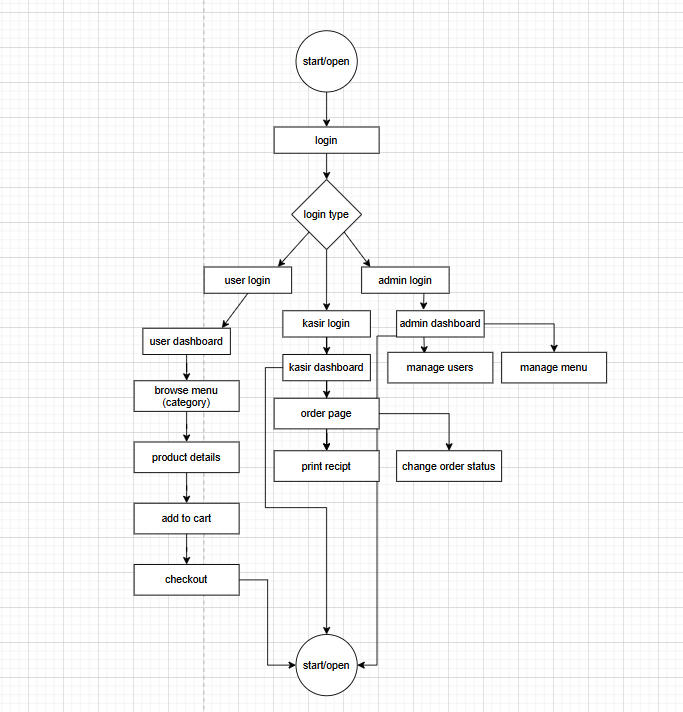 start/open
login
login type
user login
admin login
kasir login
admin dashboard
user dashboard
kasir dashboard
manage users
manage menu
browse menu
(category)
order page
product details
print recipt
change order status
add to cart
checkout
start/open